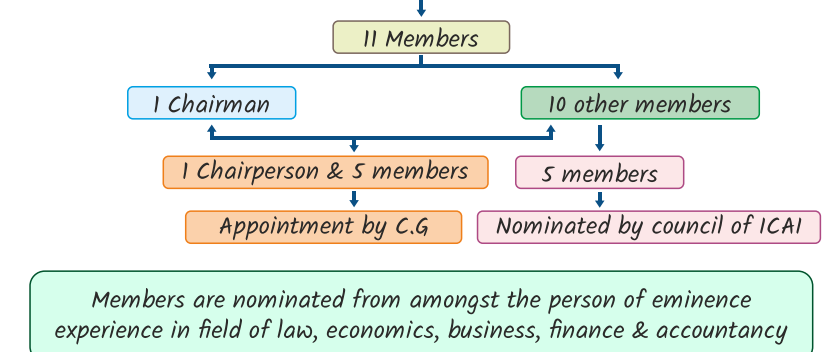 11 Members
1 Chairman
10 other members
1 Chairperson & 5 members
5 members
Appointment by C.G
Nominated by council of ICAI
Members are nominated from amongst the person of eminence
experience in field of law, economics, business, finance & accountancy